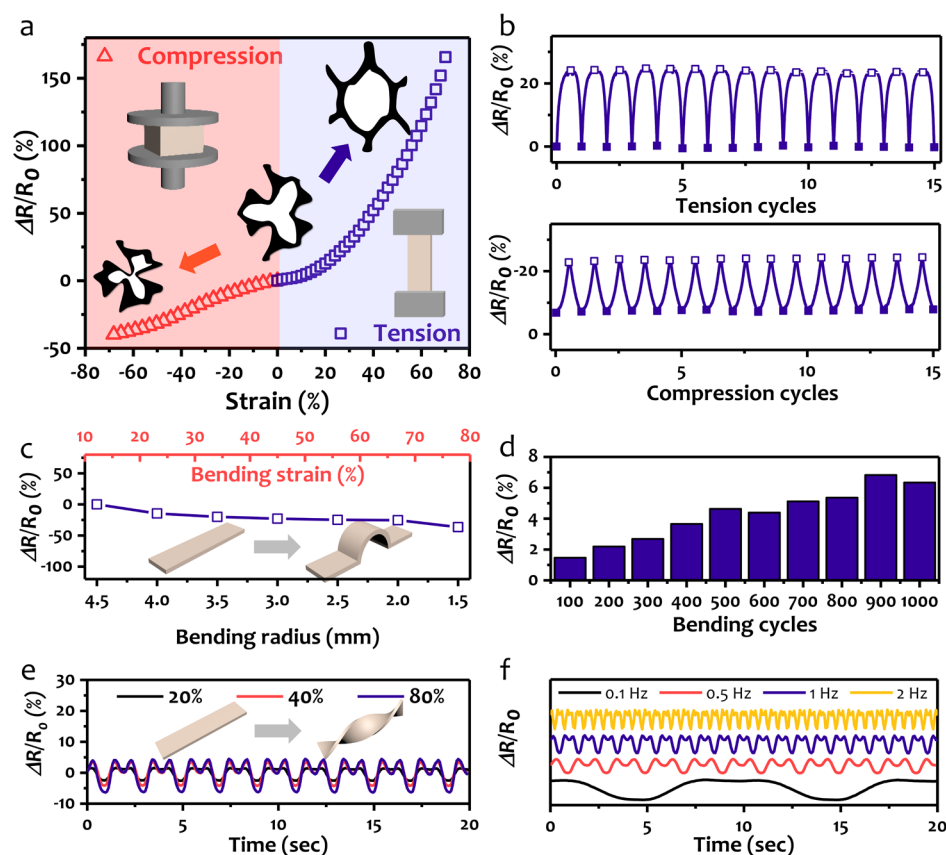 a
Compression
ΔR/R0 (%)
150
100
50
0
-50
-80 -60 -40 -20 0 20 40 60 80
Strain (%)
Tension
b
ΔR/R0 (%)
20
0
0 5 10 15
Tension cycles
ΔR/R0 (%)
-20
0
0 5 10 15
Compression cycles
c
10 20 30 40 50 60 70 80
Bending strain (%)
ΔR/R0 (%)
50
0
-50
-100
4.5 4.0 3.5 3.0 2.5 2.0 1.5
Bending radius (mm)
d
ΔR/R0 (%)
8
6
4
2
0
100 200 300 400 500 600 700 800 900 1000
Bending cycles
e
20% 40% 80%
ΔR/R0 (%)
30
20
10
0
-10
0 5 10 15 20
Time (sec)
f
0.1 Hz 0.5 Hz 1 Hz 2 Hz
ΔR/R0
0 5 10 15 20
Time (sec)